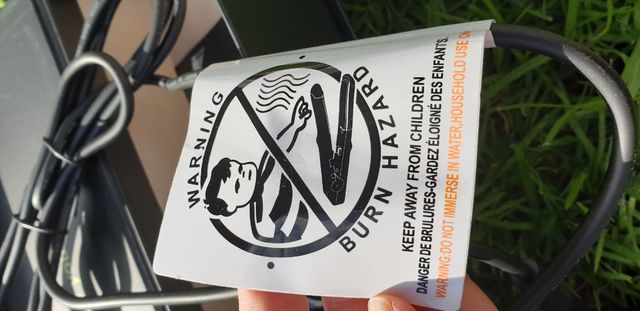 WARNING
BURN HAZARD
KEEP AWAY FROM CHILDREN
DANGER DE BRULURES-GARDEZ ÉLOIGNÉ DES ENFANTS.
WARNING:DO NOT IMMERSE IN WATER.HOUSEHOLD USE